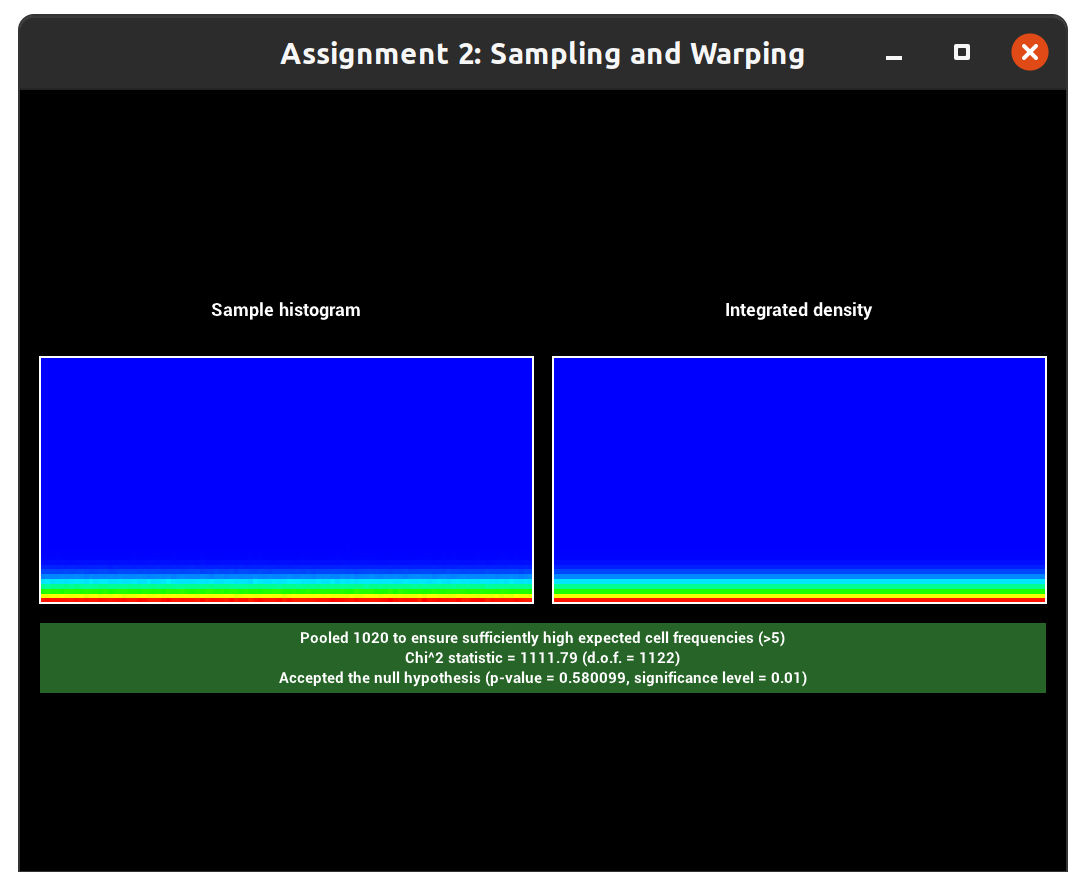 Assignment 2: Sampling and Warping
Sample histogram
Integrated density
Pooled 1020 to ensure sufficiently high expected cell frequencies (>5)
Chi^2 statistic = 1111.79 (d.o.f. = 1122)
Accepted the null hypothesis (p-value = 0.580099, significance level = 0.01)